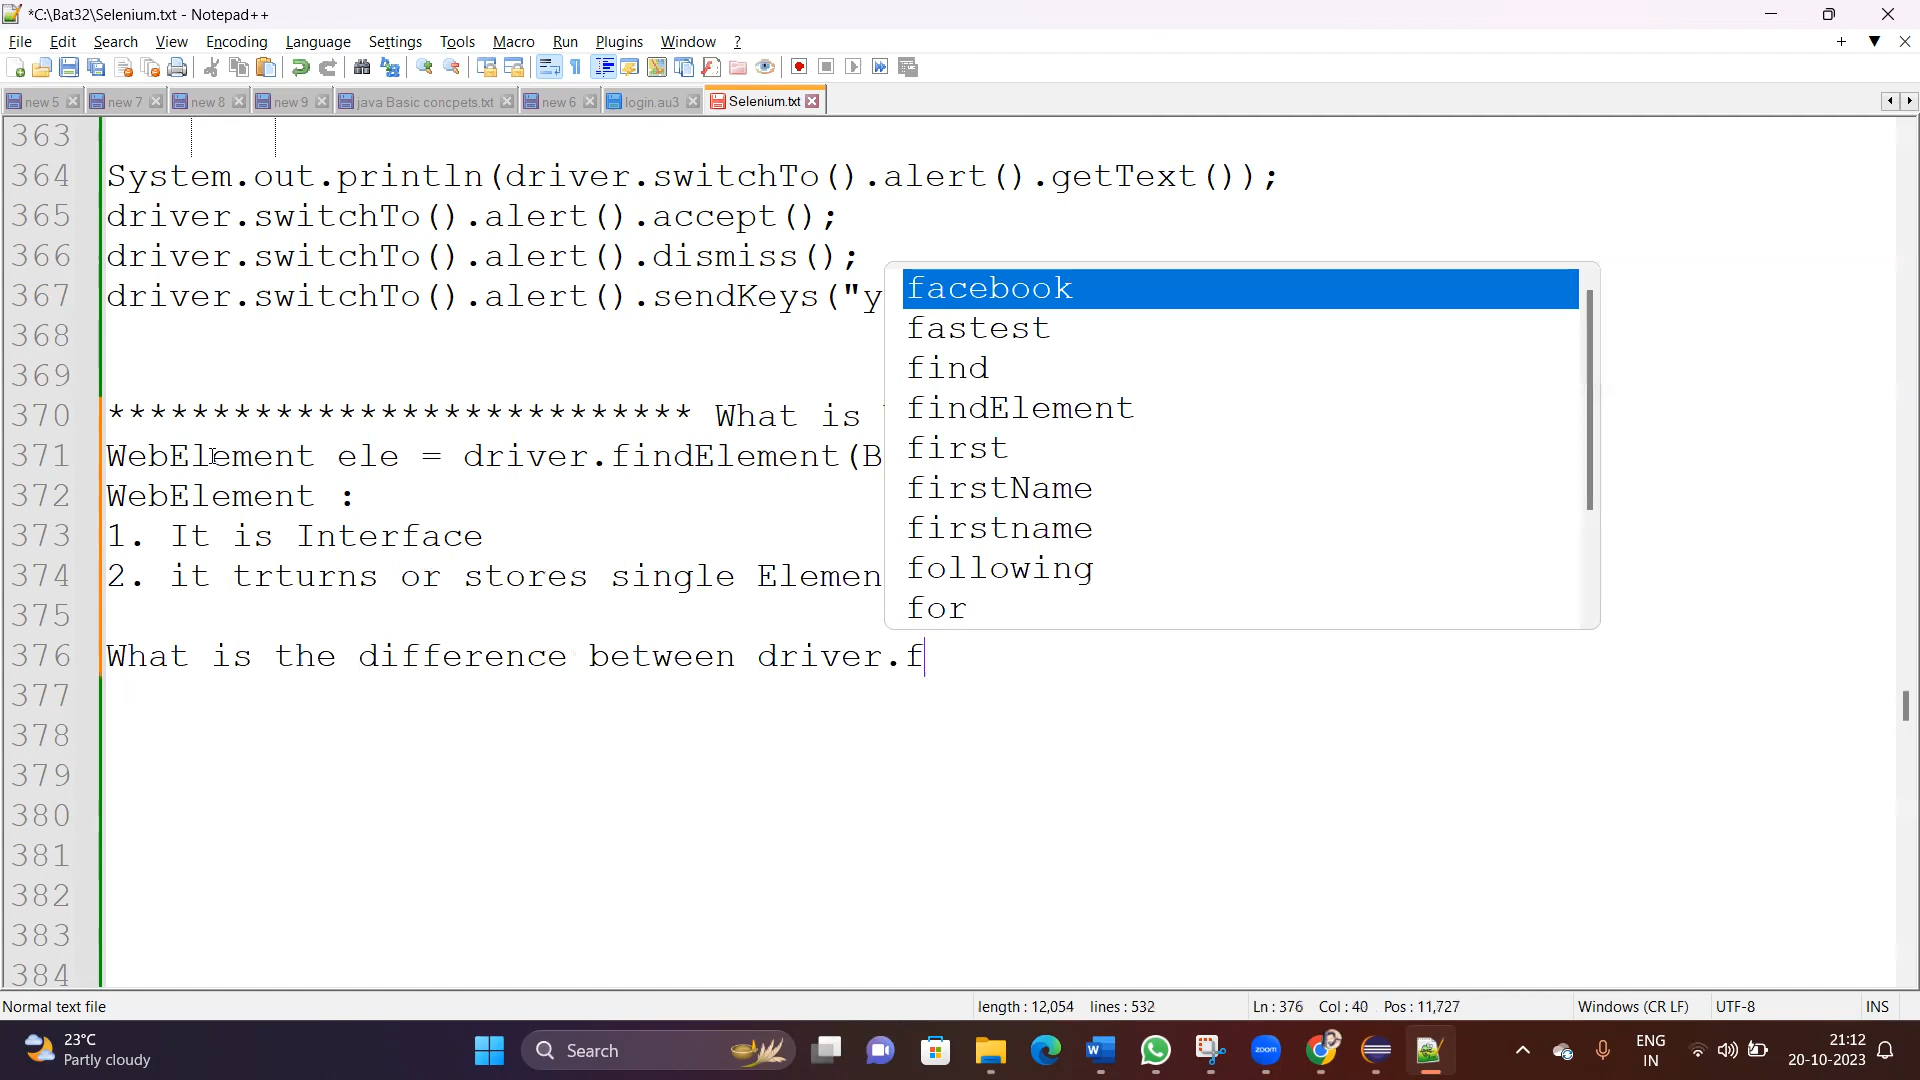 *C:\Bat32\Selenium.txt - Notepad++
File Edit Search View Encoding Language Settings Tools Macro Run Plugins Window ?
new 5 new 7 new 8 new 9 java Basic concpets.txt new 6 login.au3 Selenium.txt
363
364 System.out.println(driver.switchTo().alert().getText());
365 driver.switchTo().alert().accept();
366 driver.switchTo().alert().dismiss();
367 driver.switchTo().alert().sendKeys("y
368
369
370 **************************** What is
371 WebElement ele = driver.findElement(B
372 WebElement :
373 1. It is Interface
374 2. it trturns or stores single Elemen
375
376 What is the difference between driver.f
377
378
379
380
381
382
383
384
facebook
fastest
find
findElement
first
firstName
firstname
following
for
Normal text file length : 12,054 lines : 532 Ln : 376 Col : 40 Pos : 11,727 Windows (CR LF) UTF-8 INS
23°C
Partly cloudy
Search
zoom
ENG
IN
21:12
20-10-2023